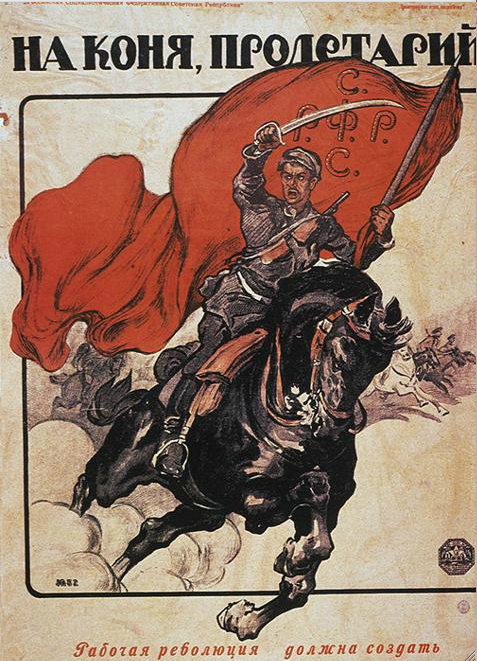 Социалистическая Федеративная Советская Республика"
НА КОНЯ, ПРОЛЕТАРИЙ
С.
Р.Ф.Р.
С.
№52
Рабочая революция должна создать